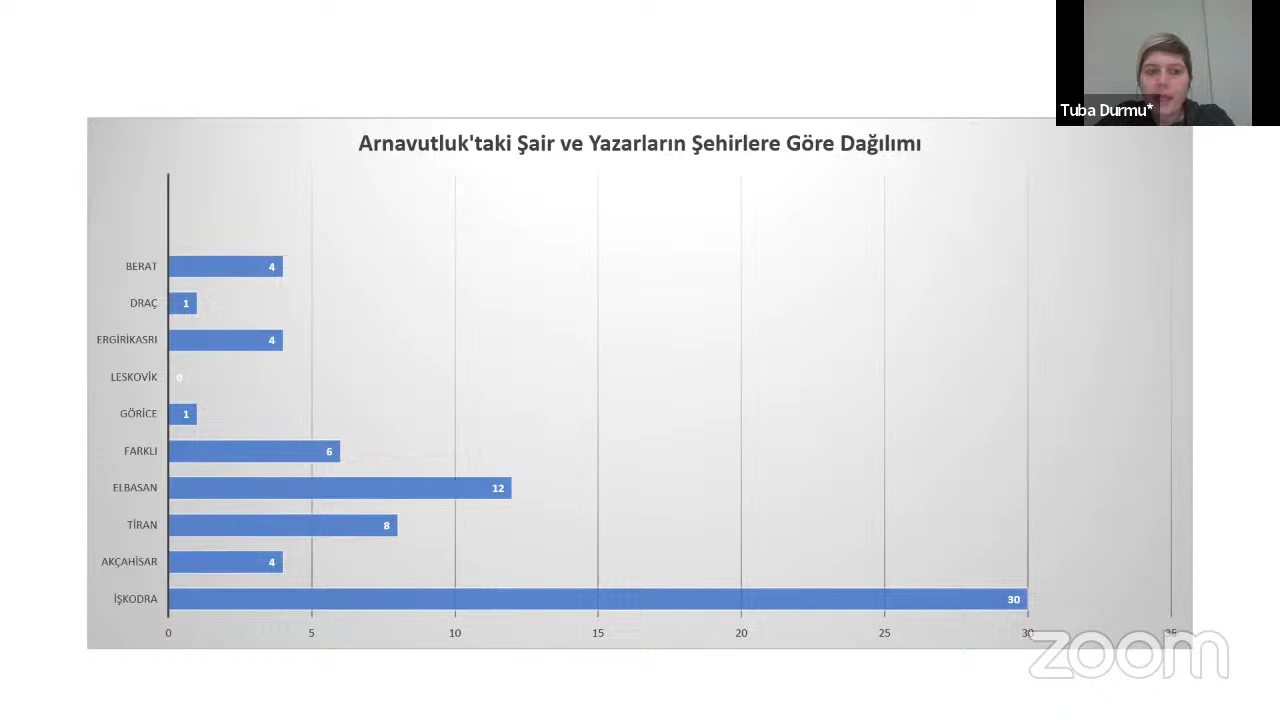 Tuba Durmu*
Arnavutluk'taki Şair ve Yazarların Şehirlere Göre Dağılımı
BERAT 4
DRAÇ 1
ERGİRİKASRI 4
LESKOVİK 0
GÖRİCE 1
FARKLI 6
ELBASAN 12
TİRAN 8
AKÇAHİSAR 4
İŞKODRA 30
0 5 10 15 20 25 30 35
zoom